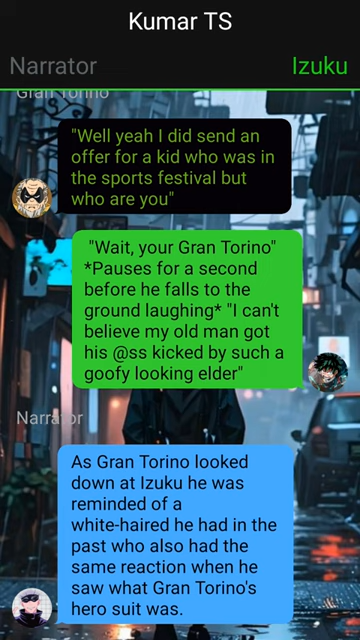 Kumar TS
Narrator
Izuku
Gran Torino
"Well yeah I did send an
offer for a kid who was in
the sports festival but
who are you"
"Wait, your Gran Torino"
*Pauses for a second
before he falls to the
ground laughing* "I can't
believe my old man got
his @ss kicked by such a
goofy looking elder"
Narrator
As Gran Torino looked
down at Izuku he was
reminded of a
white-haired he had in the
past who also had the
same reaction when he
saw what Gran Torino's
hero suit was.